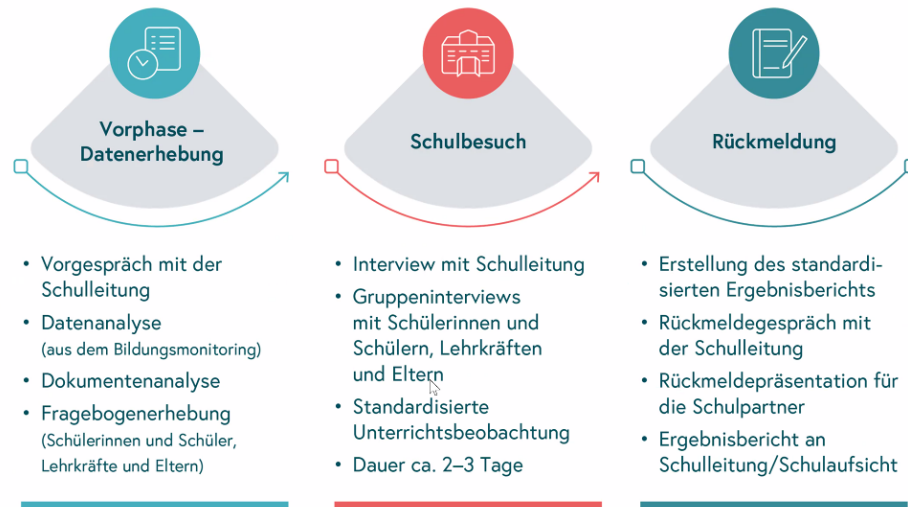 Vorphase –
Datenerhebung
• Vorgespräch mit der
Schulleitung
• Datenanalyse
(aus dem Bildungsmonitoring)
• Dokumentenanalyse
• Fragebogenerhebung
(Schülerinnen und Schüler,
Lehrkräfte und Eltern)
Schulbesuch
• Interview mit Schulleitung
• Gruppeninterviews
mit Schülerinnen und
Schülern, Lehrkräften
und Eltern
• Standardisierte
Unterrichtsbeobachtung
• Dauer ca. 2–3 Tage
Rückmeldung
• Erstellung des standardi-
sierten Ergebnisberichts
• Rückmeldegespräch mit
der Schulleitung
• Rückmeldepräsentation für
die Schulpartner
• Ergebnisbericht an
Schulleitung/Schulaufsicht